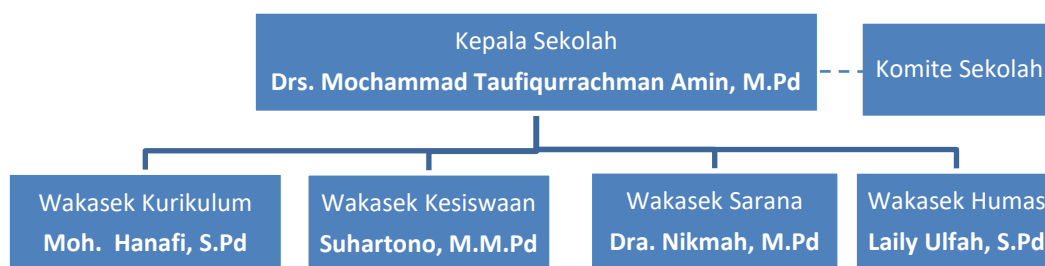 Kepala Sekolah
Drs. Mochammad Taufiqurrachman Amin, M.Pd
Komite Sekolah
Wakasek Kurikulum
Moh. Hanafi, S.Pd
Wakasek Kesiswaan
Suhartono, M.M.Pd
Wakasek Sarana
Dra. Nikmah, M.Pd
Wakasek Humas
Laily Ulfah, S.Pd